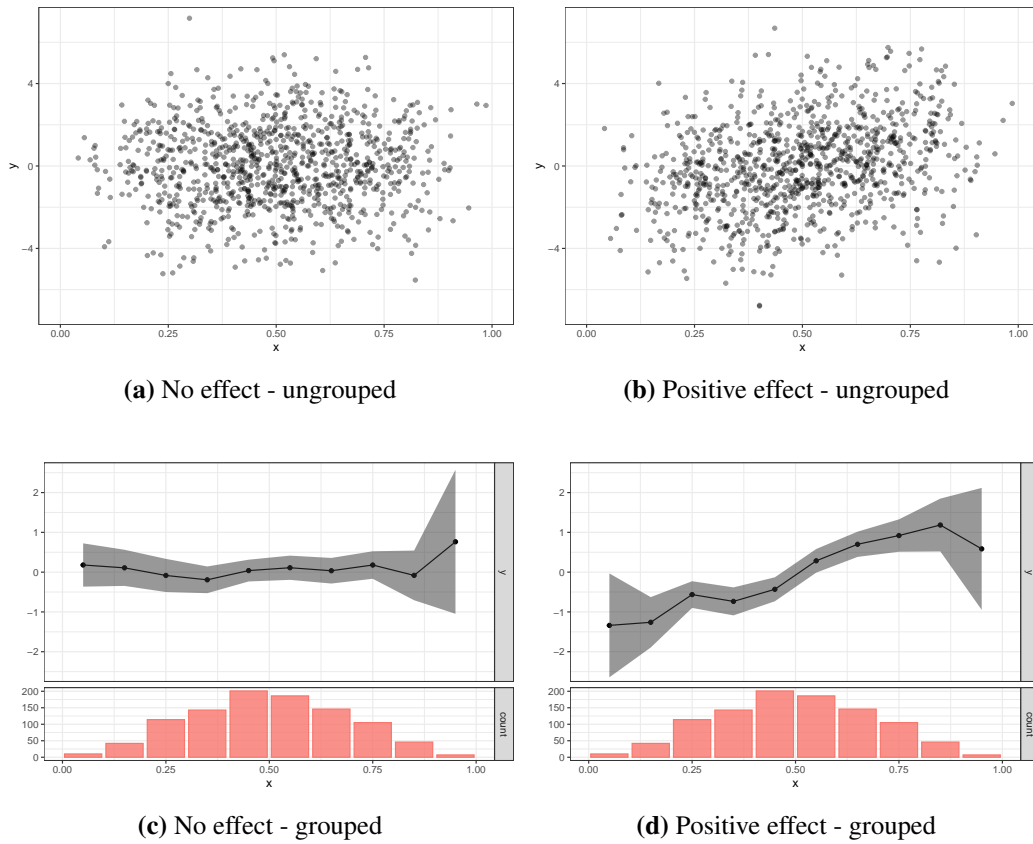 y
4
0
−4
0.00 0.25 0.50 0.75 1.00
x
(a) No effect - ungrouped
y
4
0
−4
0.00 0.25 0.50 0.75 1.00
x
(b) Positive effect - ungrouped
2
1
0
−1
−2
y
200
150
100
50
0
count
0.00 0.25 0.50 0.75 1.00
x
(c) No effect - grouped
2
1
0
−1
−2
y
200
150
100
50
0
count
0.00 0.25 0.50 0.75 1.00
x
(d) Positive effect - grouped